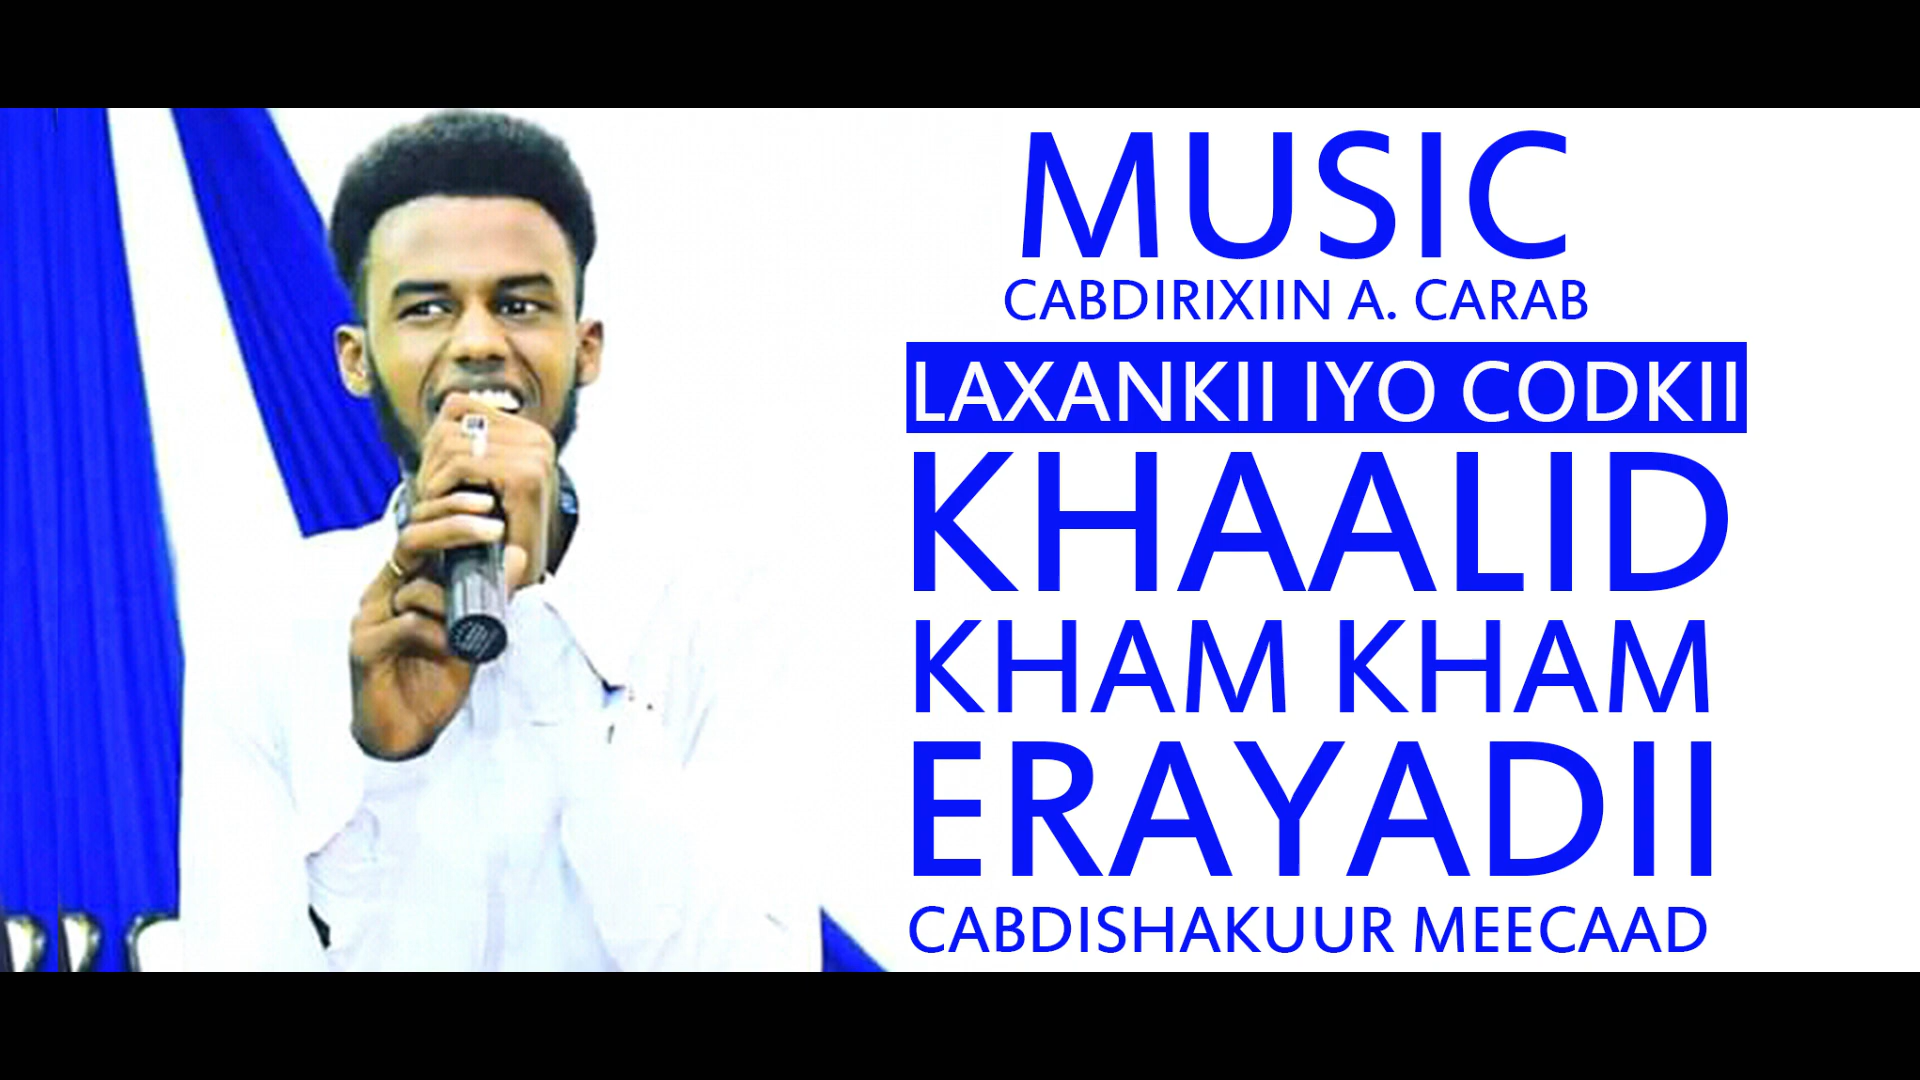 MUSIC
CABDIRIXIIN A. CARAB
LAXANKII IYO CODKII
KHAALID
KHAM KHAM
ERAYADII
CABDISHAKUUR MEECAAD